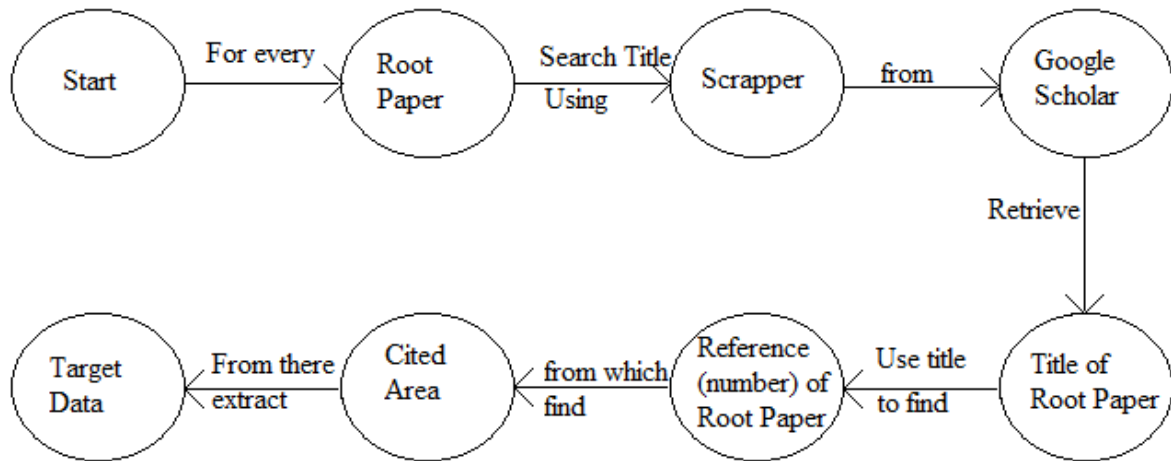 Start
For every
Root
Paper
Search Title
Using
Scrapper
from
Google
Scholar
Retrieve
Title of
Root Paper
Use title
to find
Reference
(number) of
Root Paper
from which
find
Cited
Area
From there
extract
Target
Data